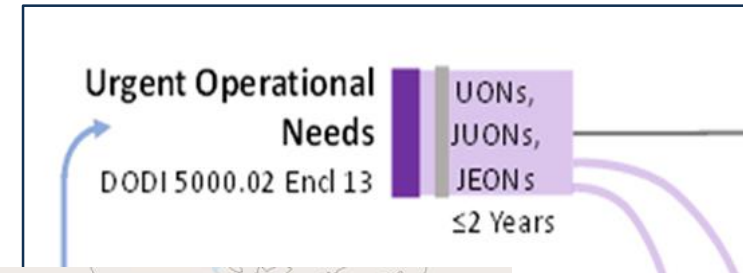 Urgent Operational
Needs
DODI 5000.02 Encl 13
UONs,
JUONs,
JEONs
≤2 Years